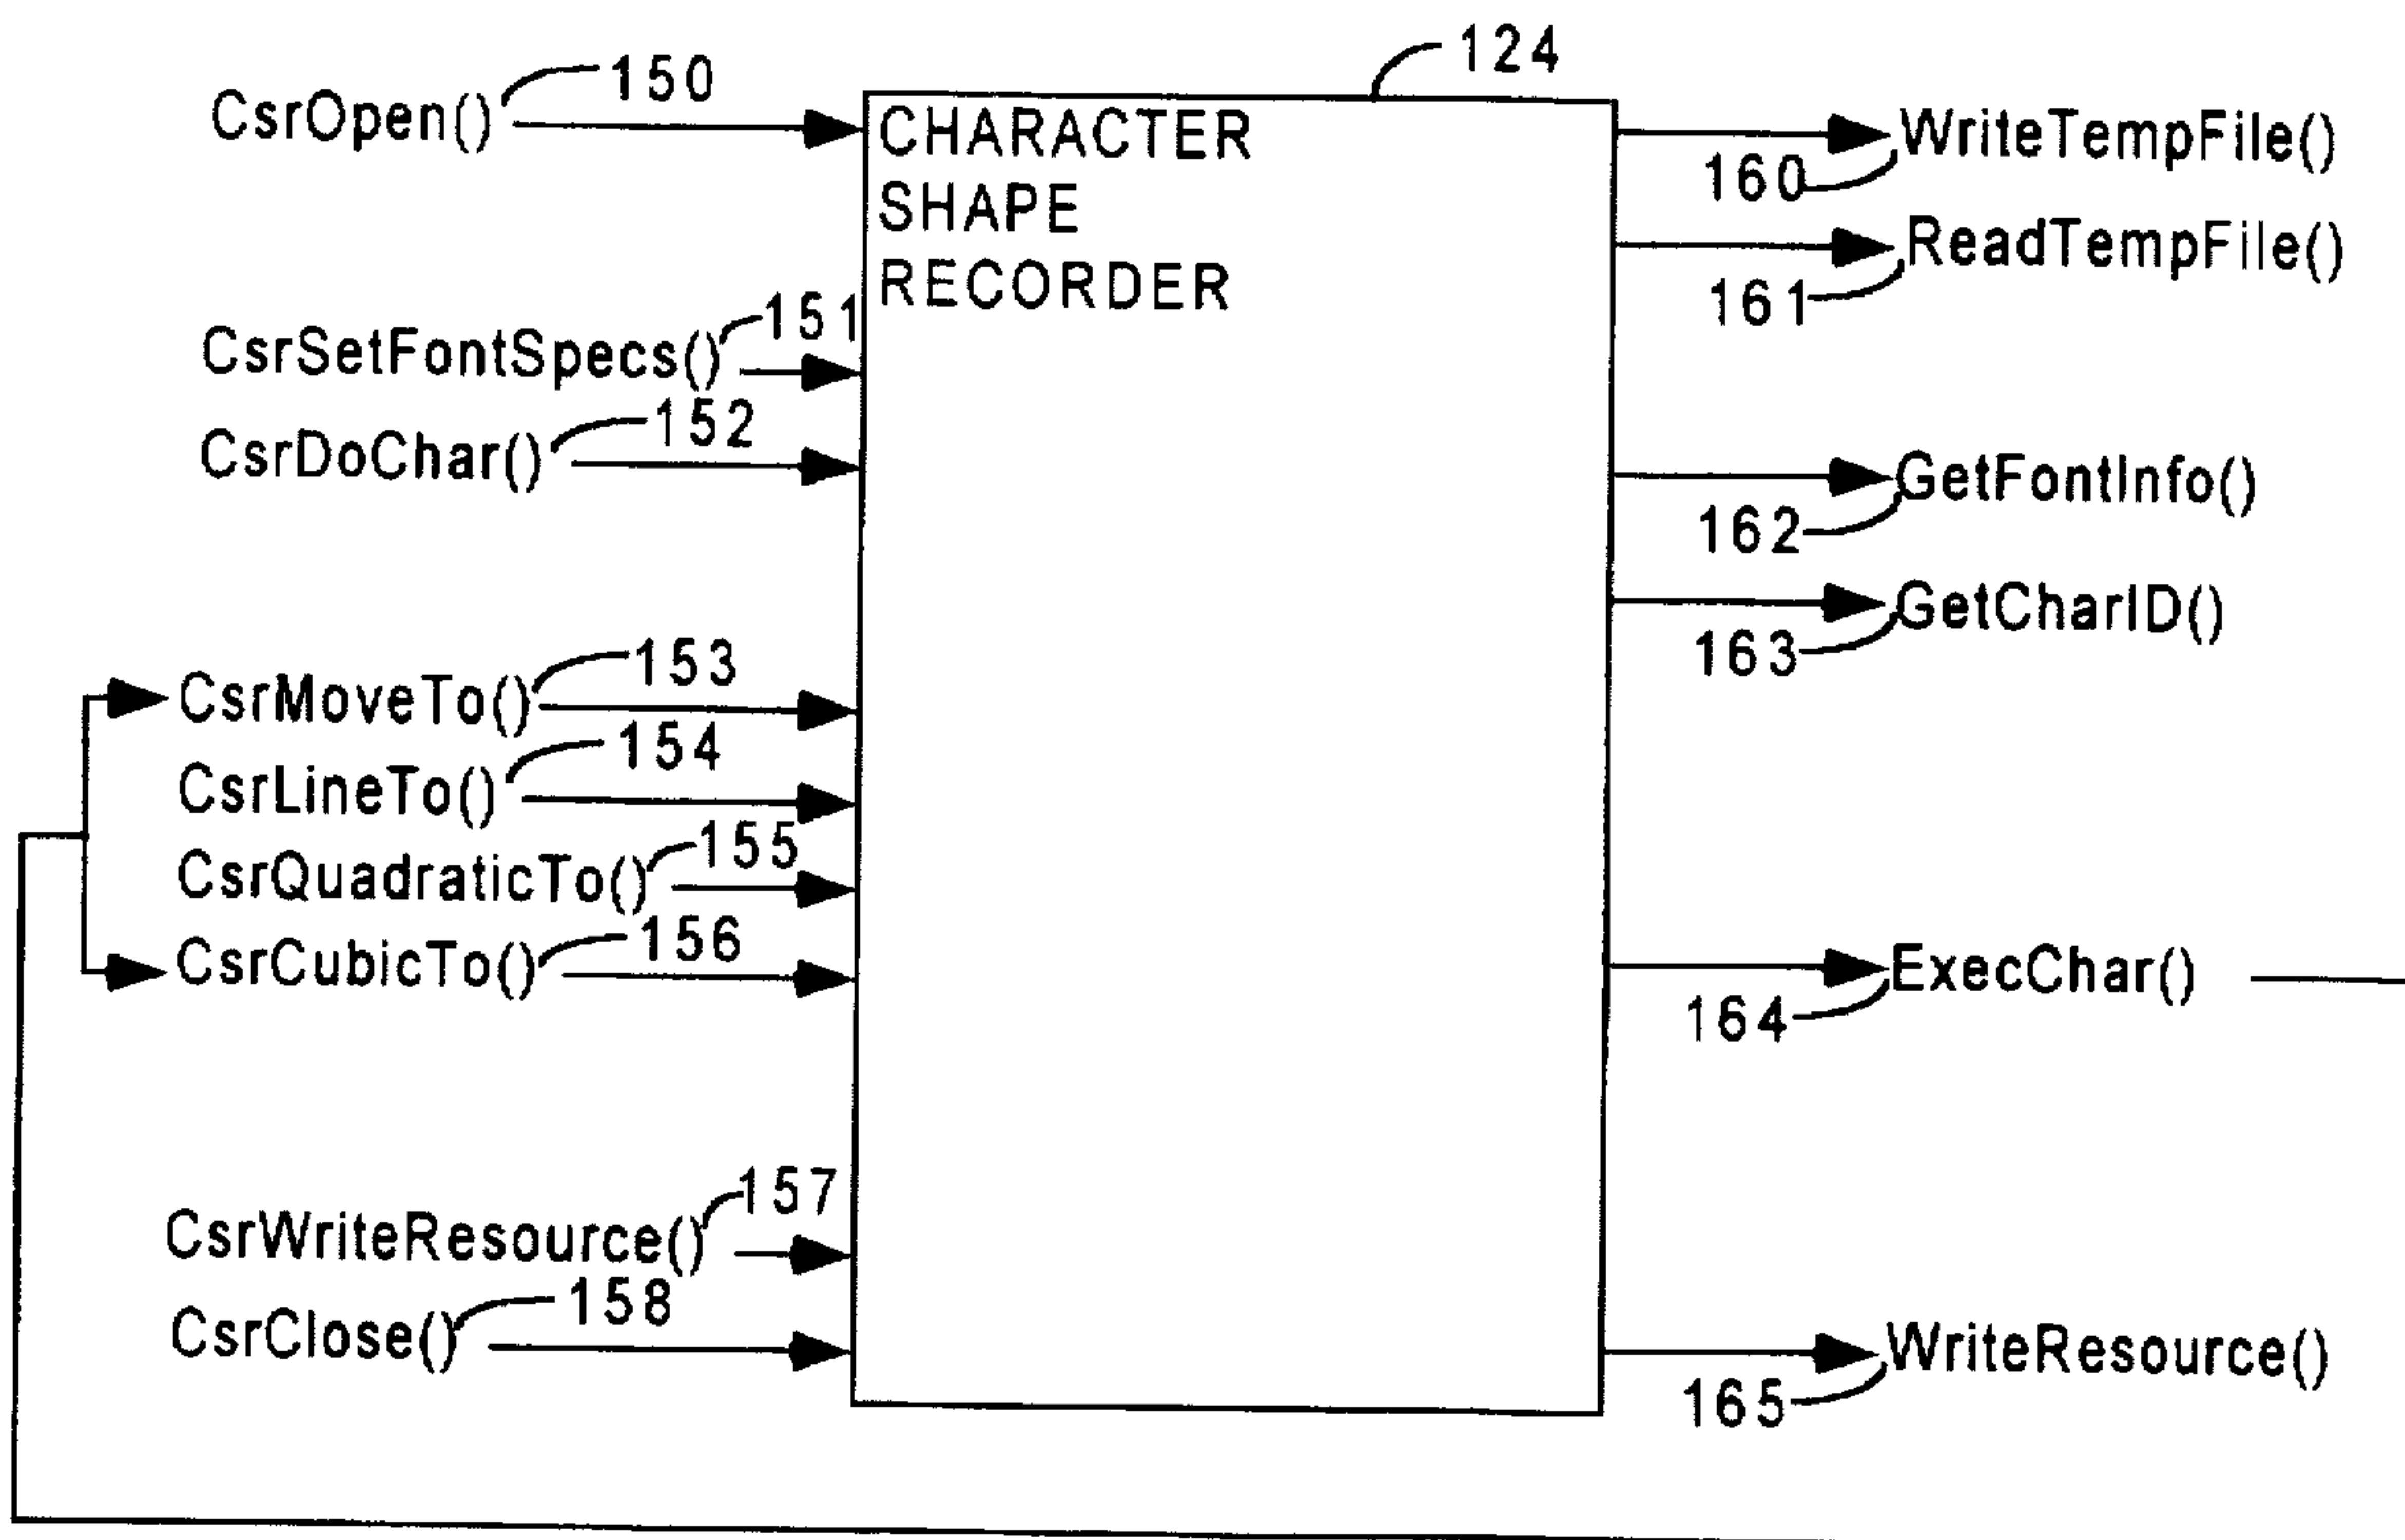 124
CHARACTER
SHAPE
RECORDER
CsrOpen() 150
CsrSetFontSpecs() 151
CsrDoChar() 152
CsrMoveTo() 153
CsrLineTo() 154
CsrQuadraticTo() 155
CsrCubicTo() 156
CsrWriteResource() 157
CsrClose() 158
WriteTempFile()
160
ReadTempFile()
161
GetFontInfo()
162
GetCharID()
163
ExecChar()
164
WriteResource()
165